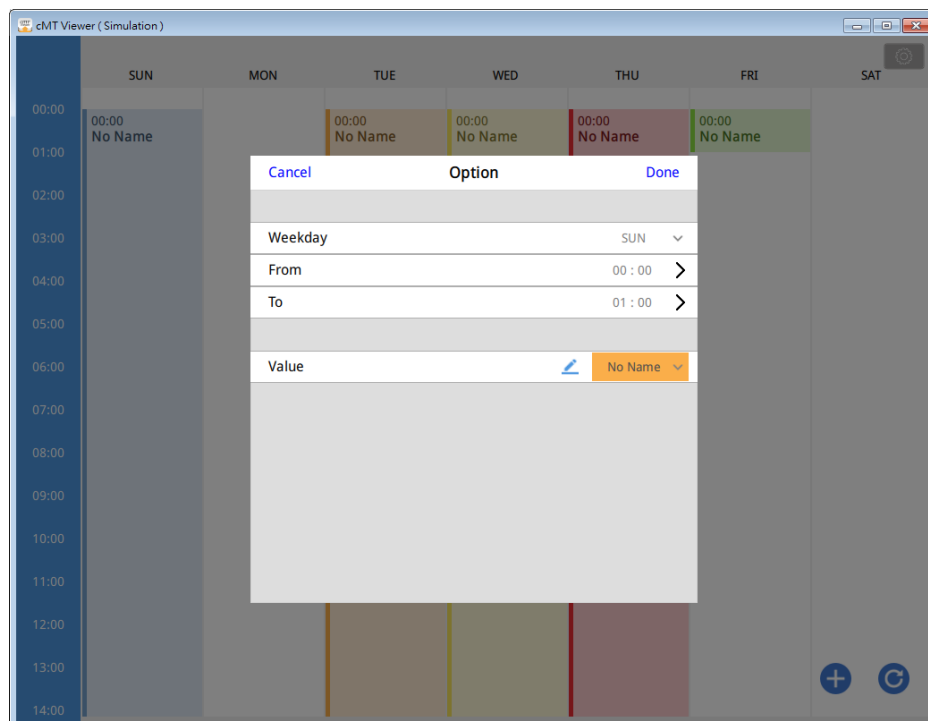 cMT Viewer ( Simulation )
SUN MON TUE WED THU FRI SAT
00:00
00:00 00:00 00:00 00:00 00:00
No Name No Name No Name No Name No Name
01:00
Cancel Option Done
02:00
Weekday SUN
03:00
From 00 : 00
04:00
To 01 : 00
05:00
06:00
Value No Name
07:00
08:00
09:00
10:00
11:00
12:00
13:00
14:00